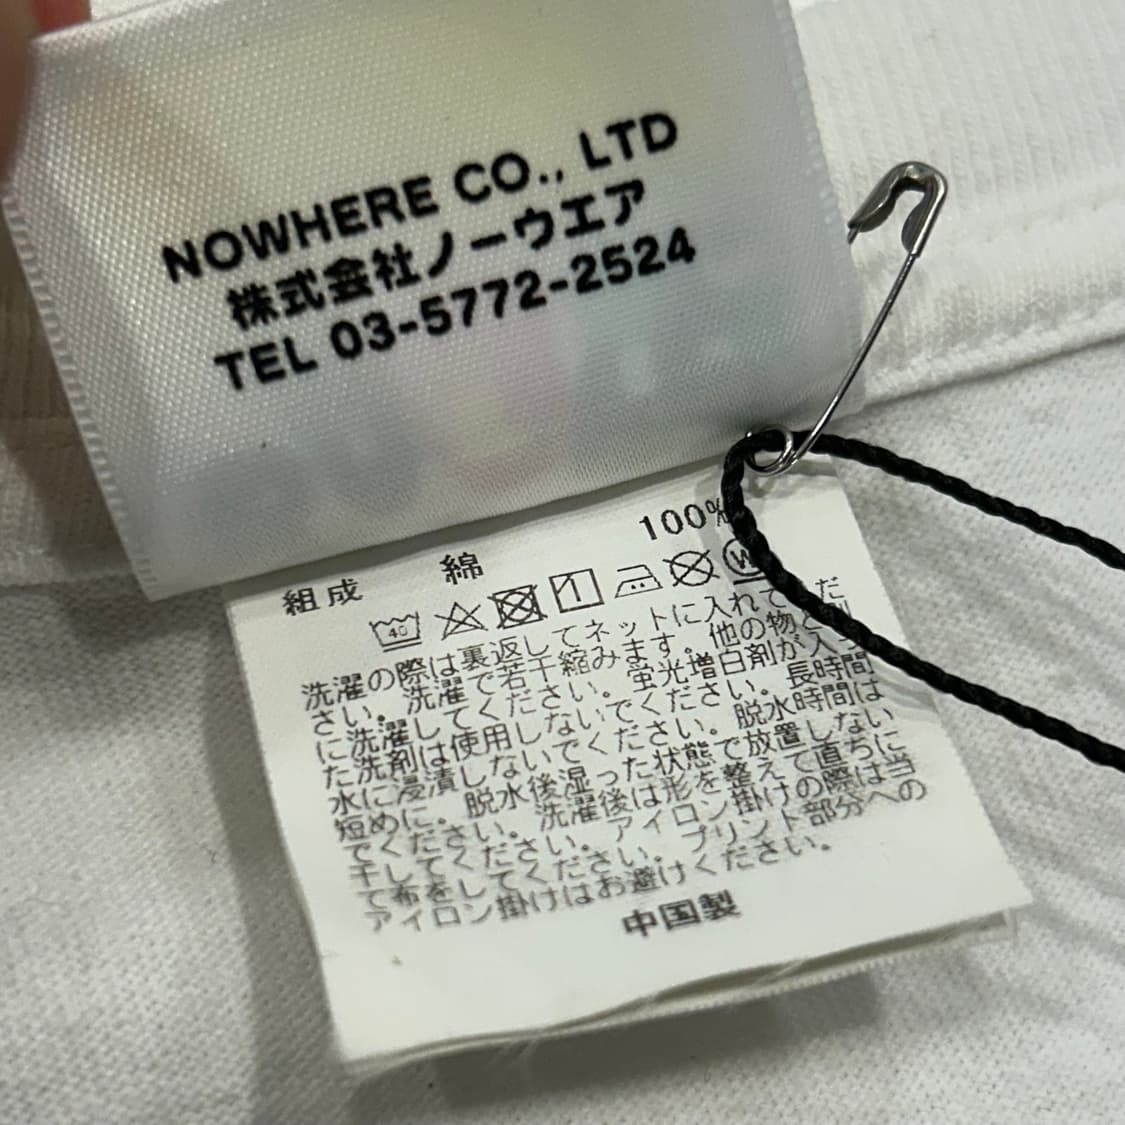 NOWHERE CO., LTD
株式会社ノーウエア
TEL 03-5772-2524
組成 綿 100%
40 1 W
洗濯の際は裏返してネットに入れてくだ
さい。洗濯で若干縮みます。他の物と別
に洗濯してください。蛍光増白剤が入っ
た洗剤は使用しないでください。長時間
水に浸漬しないでください。脱水時間は
短めに。脱水後湿った状態で放置しない
でください。洗濯後は形を整えて直ちに
干してください。アイロン掛けの際は当
て布をしてください。プリント部分への
アイロン掛けはお避けください。
中国製